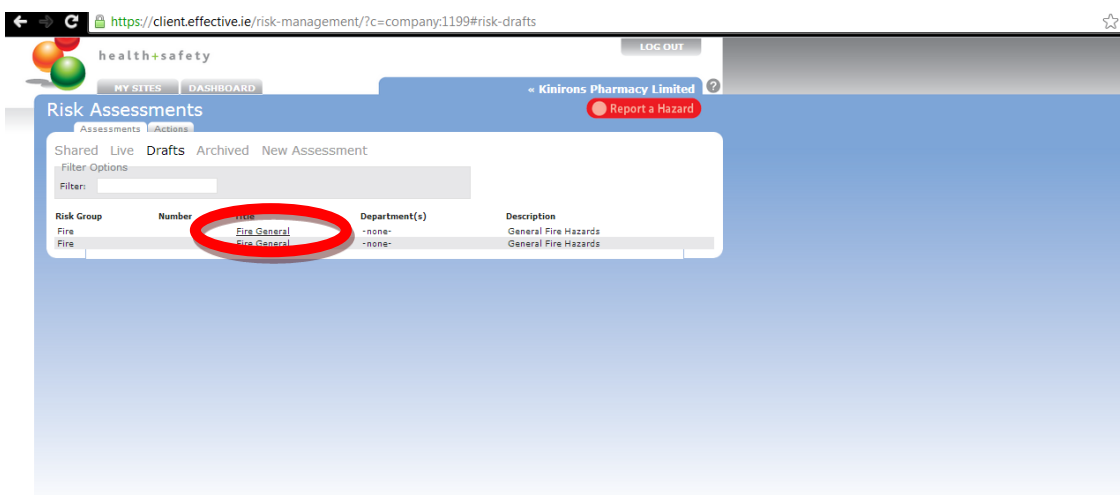 https://client.effective.ie/risk-management/?c=company:1199#risk-drafts
health+safety
LOG OUT
MY SITES DASHBOARD
« Kinirons Pharmacy Limited ?
Risk Assessments
Report a Hazard
Assessments Actions
Shared Live Drafts Archived New Assessment
Filter Options
Filter:
Risk Group Number Title Department(s) Description
Fire Fire General -none- General Fire Hazards
Fire Fire General -none- General Fire Hazards